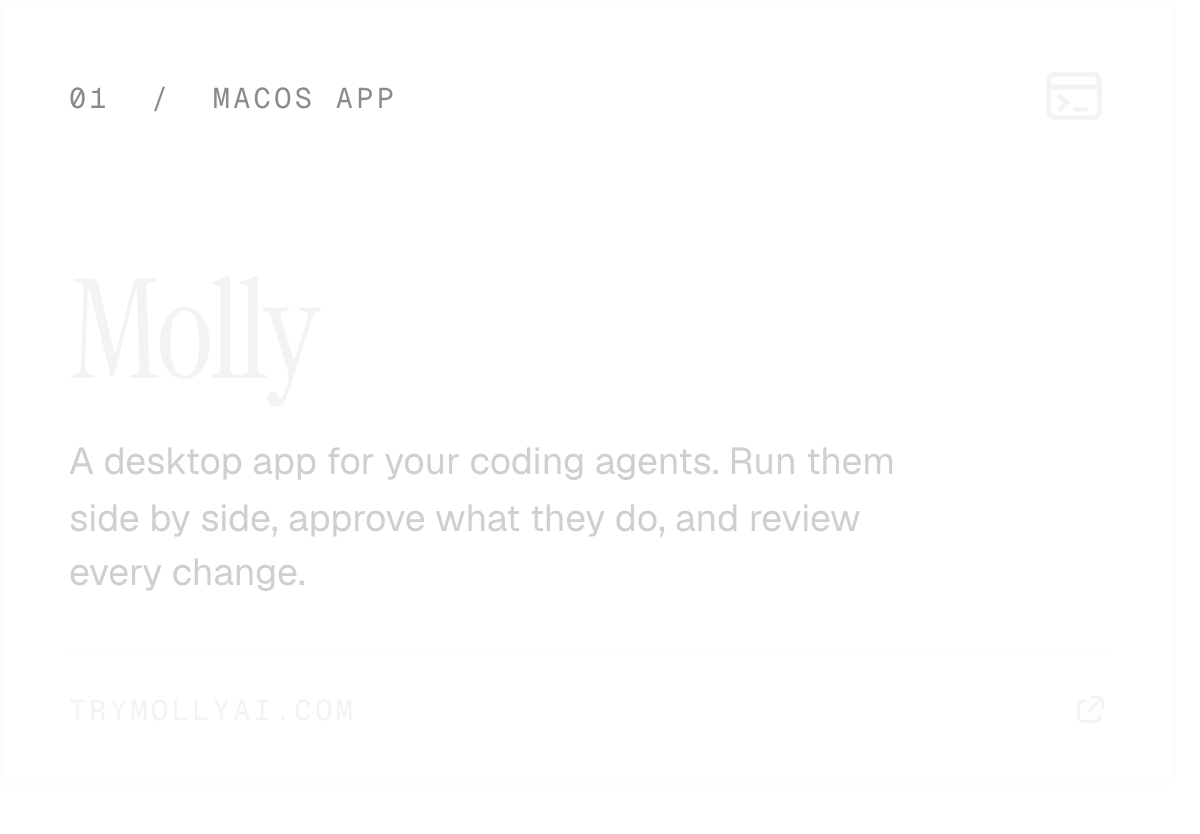 01 / MACOS APP
Molly
A desktop app for your coding agents. Run them
side by side, approve what they do, and review
every change.
TRYMOLLYAI.COM